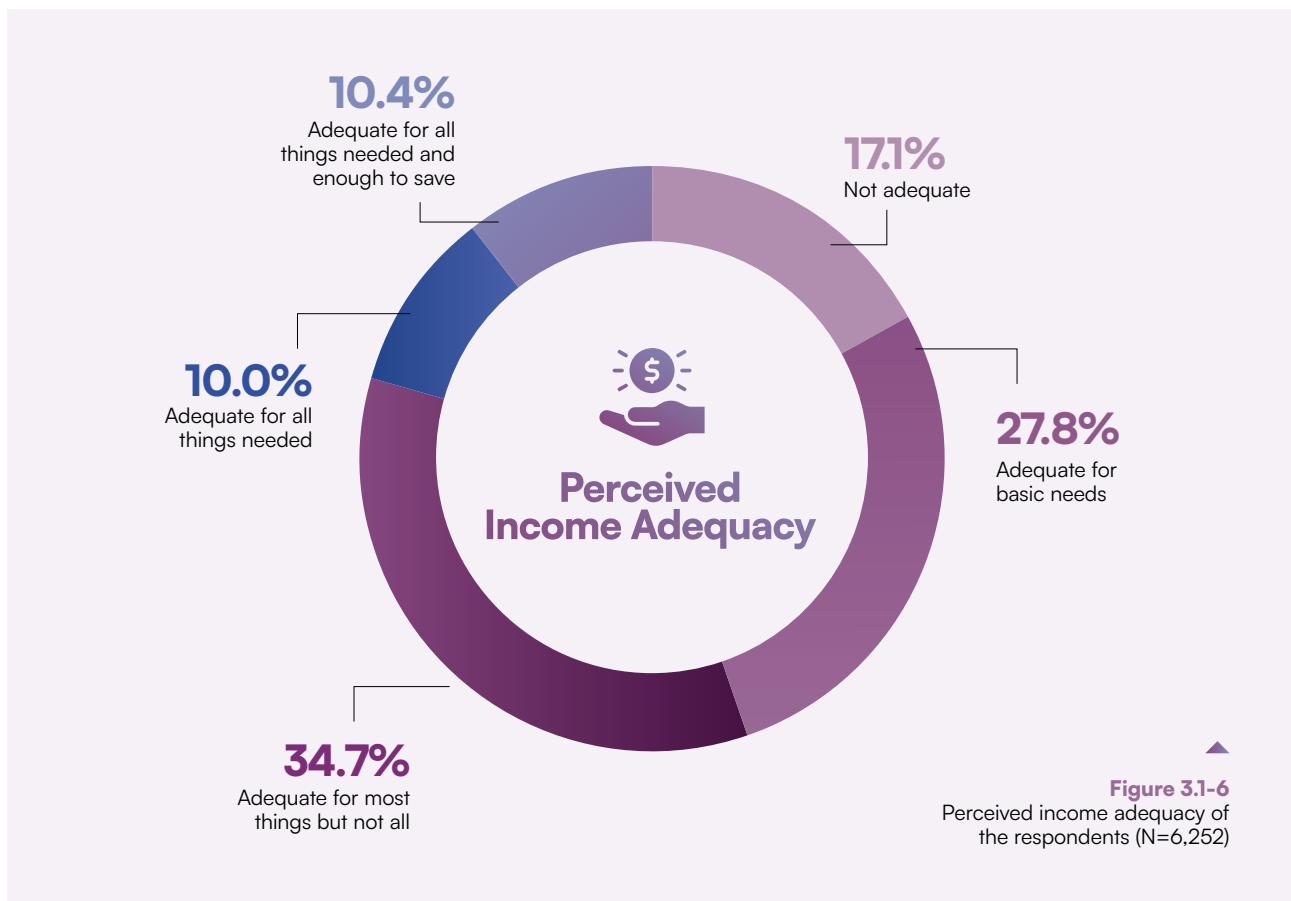 10.4%
Adequate for all
things needed and
enough to save
17.1%
Not adequate
10.0%
Adequate for all
things needed
$
Perceived
Income Adequacy
27.8%
Adequate for
basic needs
34.7%
Adequate for most
things but not all
Figure 3.1-6
Perceived income adequacy of
the respondents (N=6,252)